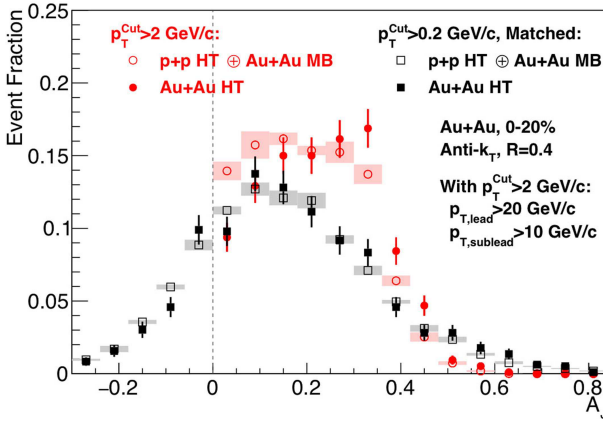 Event Fraction
0.25
0.2
0.15
0.1
0.05
0
p_T^Cut>2 GeV/c:
p+p HT ⊕ Au+Au MB
Au+Au HT
p_T^Cut>0.2 GeV/c, Matched:
p+p HT ⊕ Au+Au MB
Au+Au HT
Au+Au, 0-20%
Anti-k_T, R=0.4
With p_T^Cut>2 GeV/c:
p_T,lead>20 GeV/c
p_T,sublead>10 GeV/c
−0.2 0 0.2 0.4 0.6 0.8